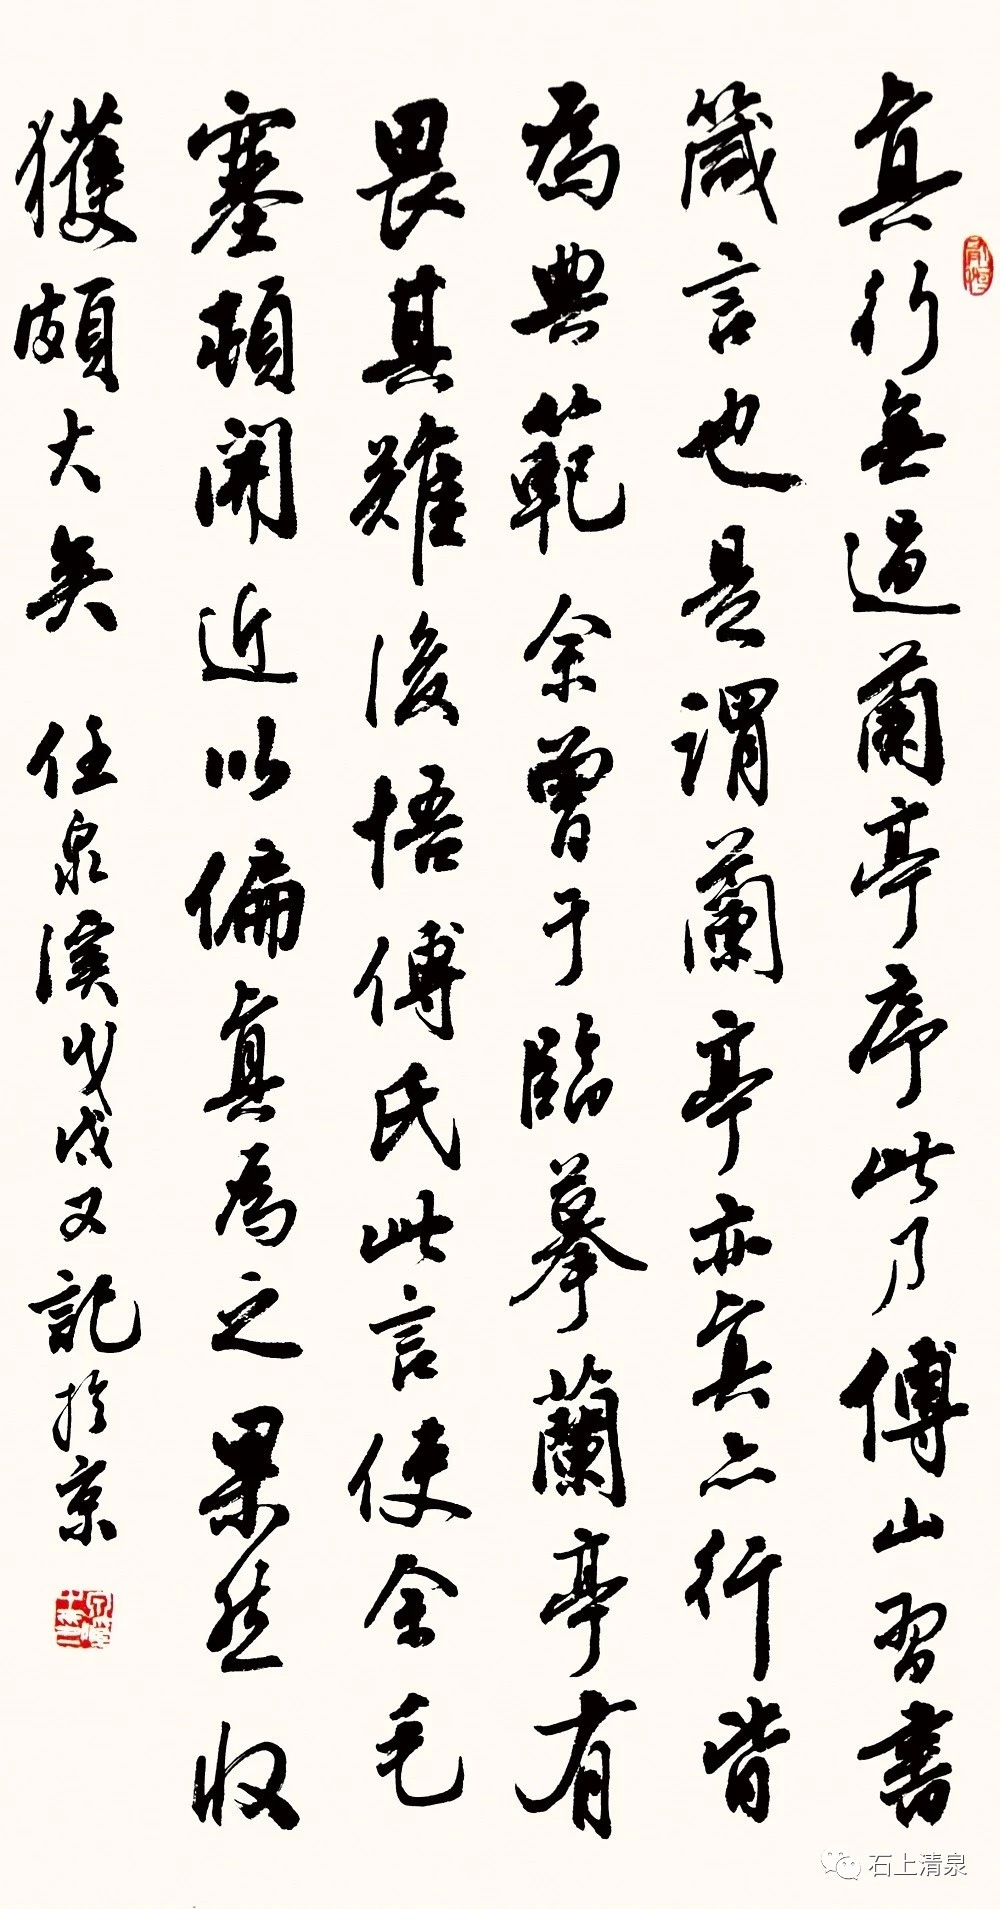 真行無過蘭亭序此乃傅山習書
箴言也是謂蘭亭亦真亦行皆
為典範余曾于臨摹蘭亭有
畏其難後悟傅氏此言使余毛
塞頓開近以偏真為之果然收
獲頗大矣 任泉溪戊戌又記於京
石上清泉